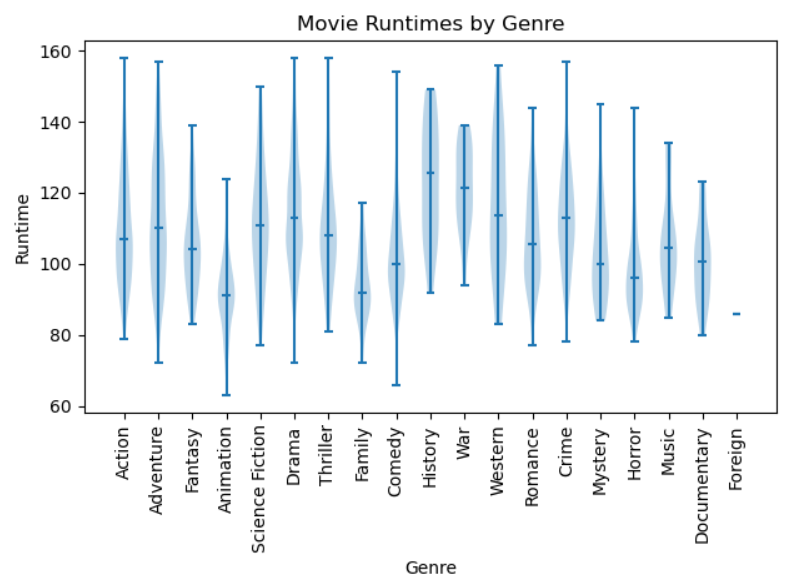 Movie Runtimes by Genre
160
140
120
100
80
60
Runtime
Action
Adventure
Fantasy
Animation
Science Fiction
Drama
Thriller
Family
Comedy
History
War
Western
Romance
Crime
Mystery
Horror
Music
Documentary
Foreign
Genre